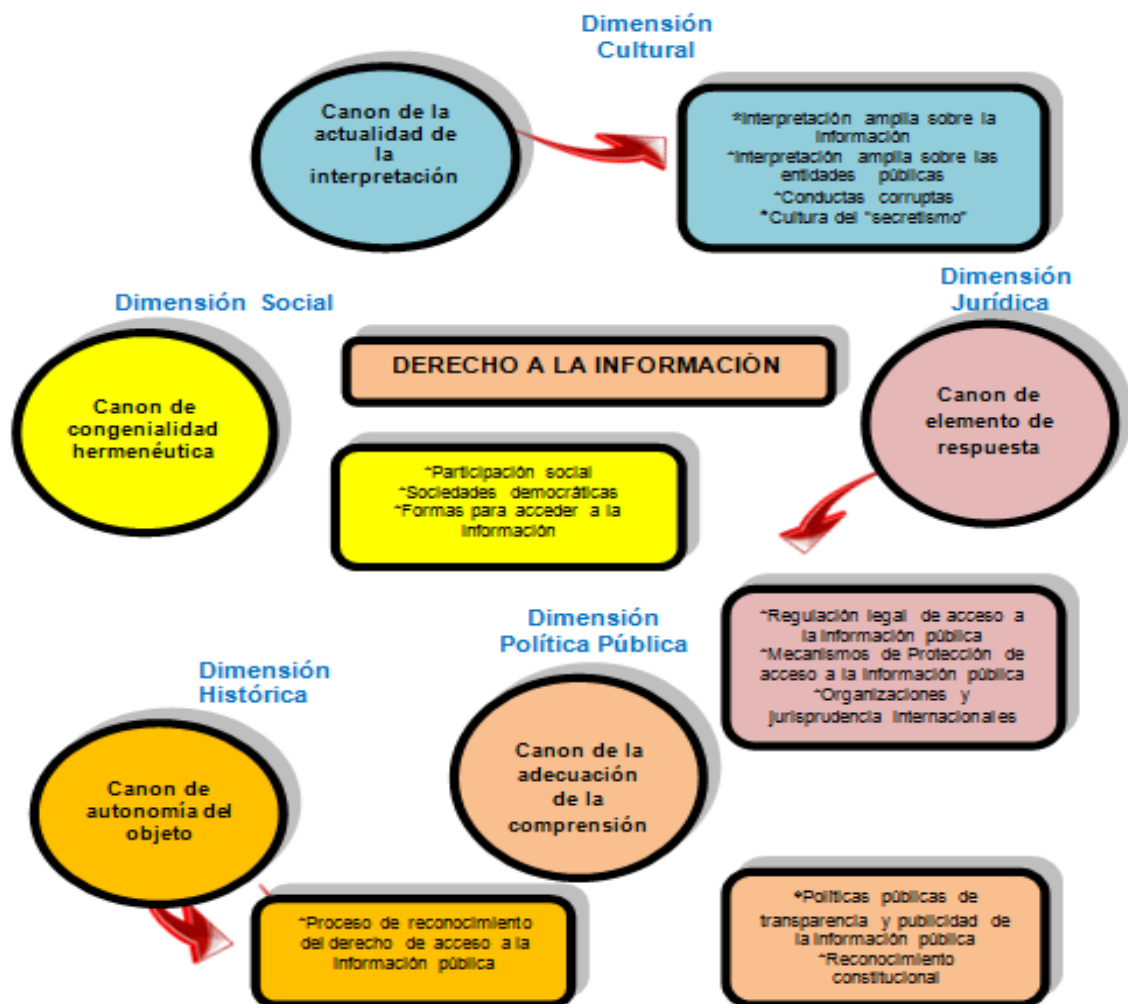 Dimensión
Cultural
Canon de la
actualidad de
la
interpretación
*Interpretación amplia sobre la
Información
*Interpretación amplia sobre las
entidades públicas
*Conductas corruptas
*Cultura del "secretismo"
Dimensión Social
Dimensión
Jurídica
DERECHO A LA INFORMACIÓN
Canon de
congenialidad
hermenéutica
Canon de
elemento de
respuesta
*Participación social
*Sociedades democráticas
*Formas para acceder a la
Información
Dimensión
Política Pública
*Regulación legal de acceso a
la Información pública
*Mecanismos de Protección de
acceso a la Información pública
*Organizaciones y
jurisprudencia Internacionales
Dimensión
Histórica
Canon de
autonomía del
objeto
Canon de la
adecuación
de la
comprensión
*Proceso de reconocimiento
del derecho de acceso a la
Información pública
*Políticas públicas de
transparencia y publicidad de
la Información pública
*Reconocimiento
constitucional